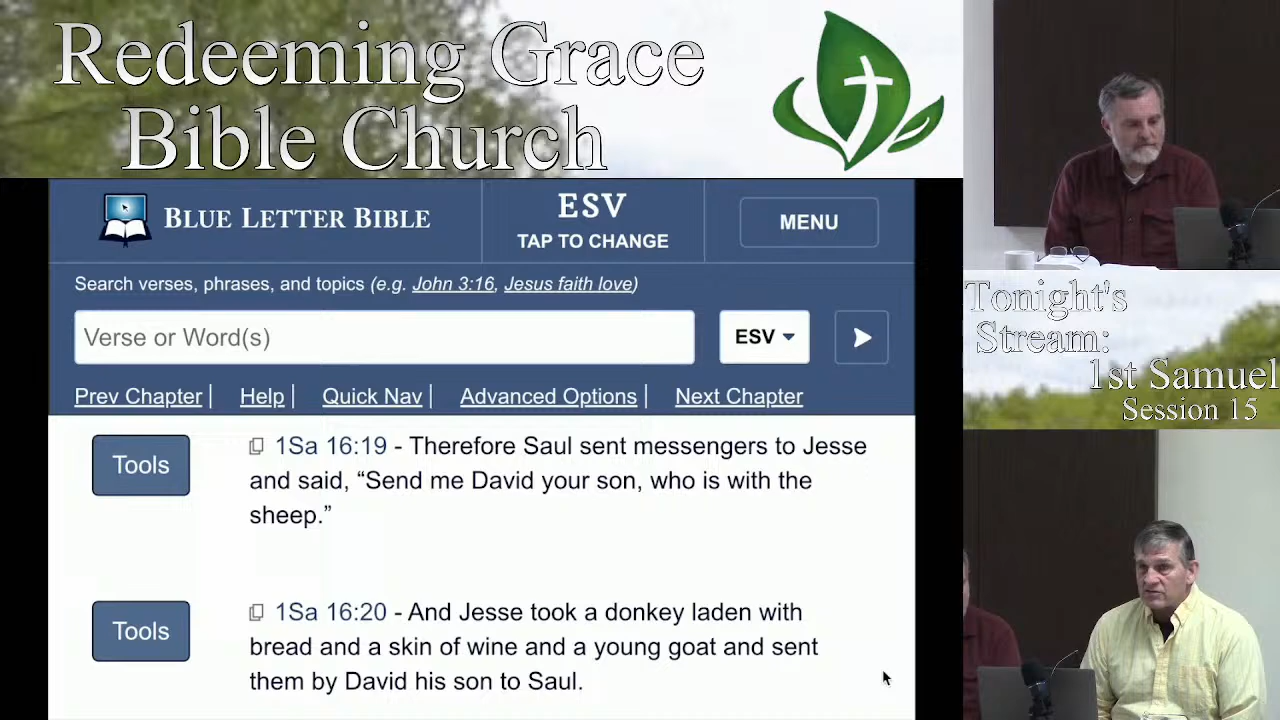 Redeeming Grace
Bible Church
BLUE LETTER BIBLE
ESV
TAP TO CHANGE
MENU
Search verses, phrases, and topics (e.g. John 3:16, Jesus faith love)
Verse or Word(s)
ESV
Prev Chapter |
Help |
Quick Nav |
Advanced Options |
Next Chapter
Tools
1Sa 16:19 - Therefore Saul sent messengers to Jesse
and said, “Send me David your son, who is with the
sheep.”
Tools
1Sa 16:20 - And Jesse took a donkey laden with
bread and a skin of wine and a young goat and sent
them by David his son to Saul.
Tonight's
Stream:
1st Samuel
Session 15